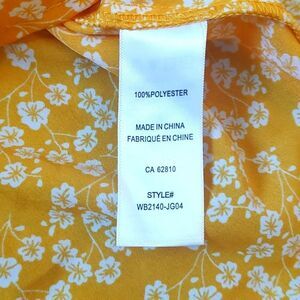 100%POLYESTER
MADE IN CHINA
FABRIQUÉ EN CHINE
CA 62810
STYLE#
WB2140-JG04